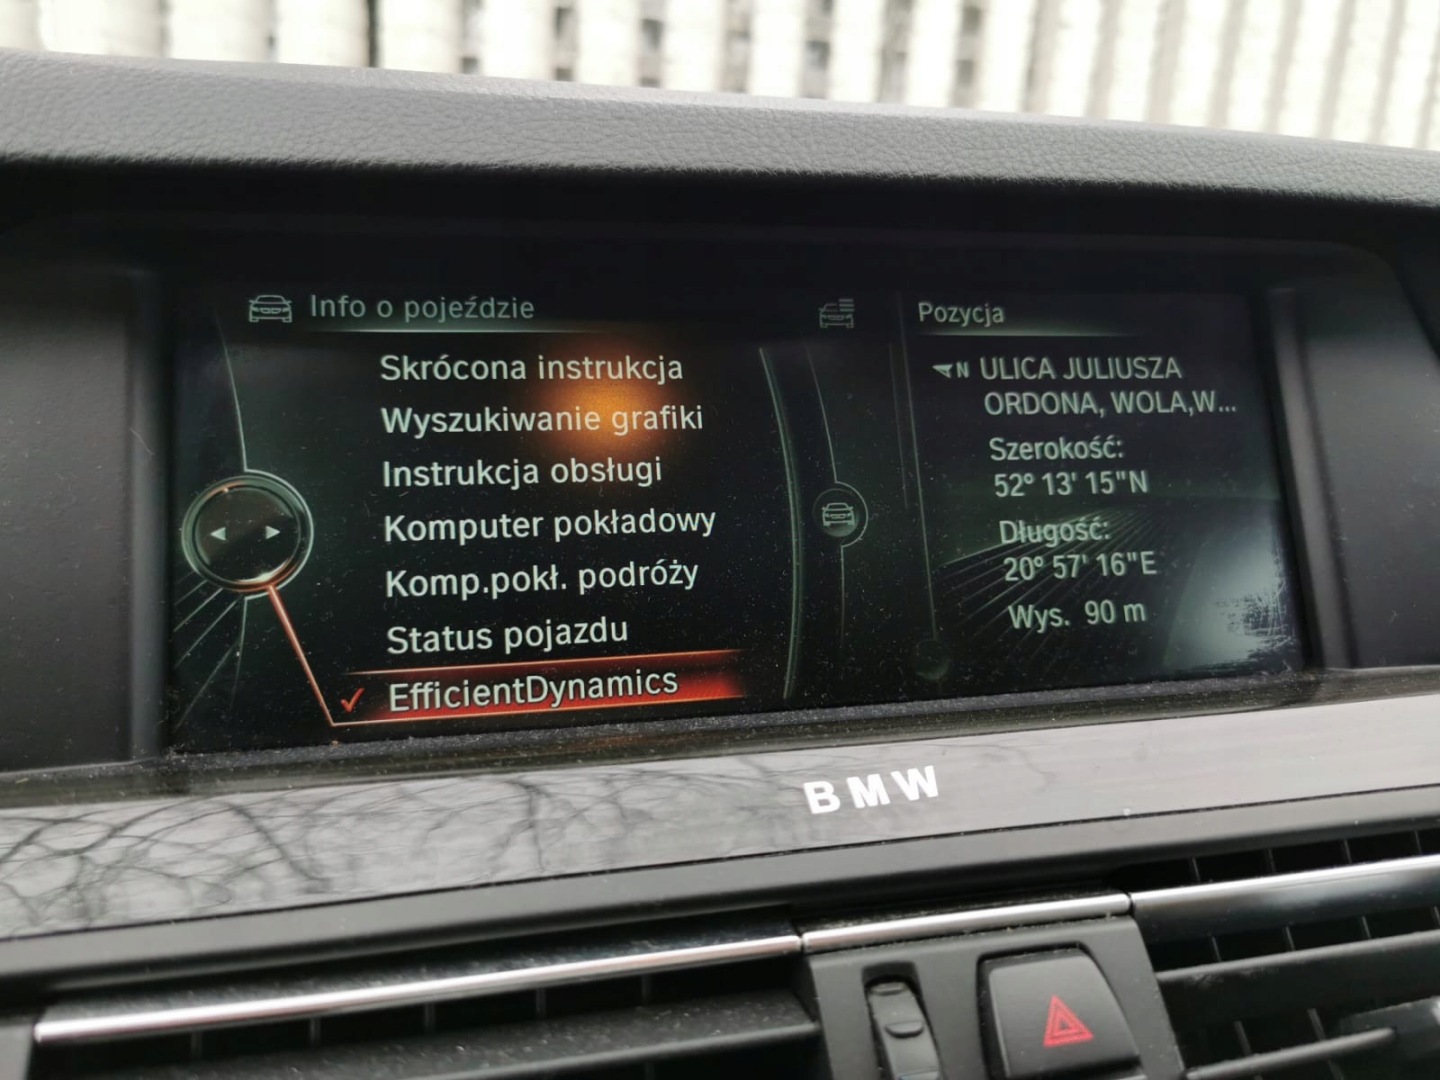 Info o pojeździe
Skrócona instrukcja
Wyszukiwanie grafiki
Instrukcja obsługi
Komputer pokładowy
Komp.pokł. podróży
Status pojazdu
EfficientDynamics
Pozycja
N ULICA JULIUSZA
ORDONA, WOLA,W...
Szerokość:
52° 13' 15"N
Długość:
20° 57' 16"E
Wys. 90 m
BMW